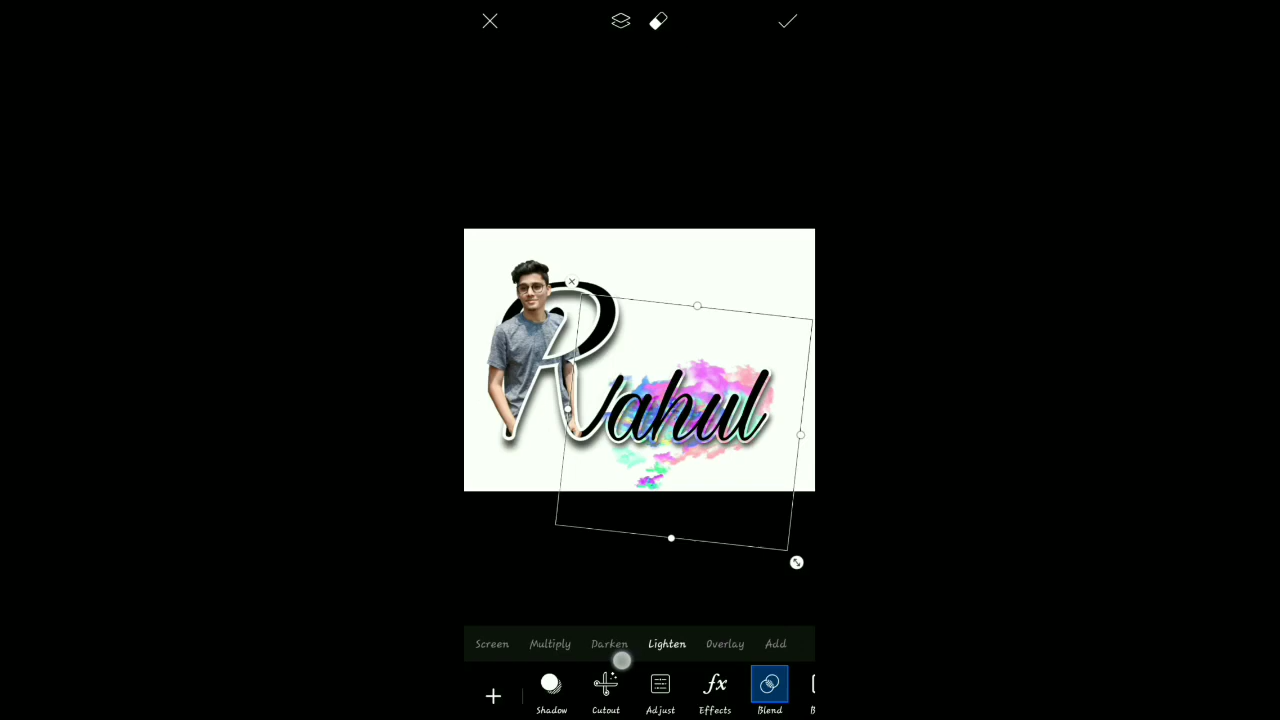 Rahul
Screen Multiply Darken Lighten Overlay Add
Shadow Cutout Adjust fx Effects Blend B